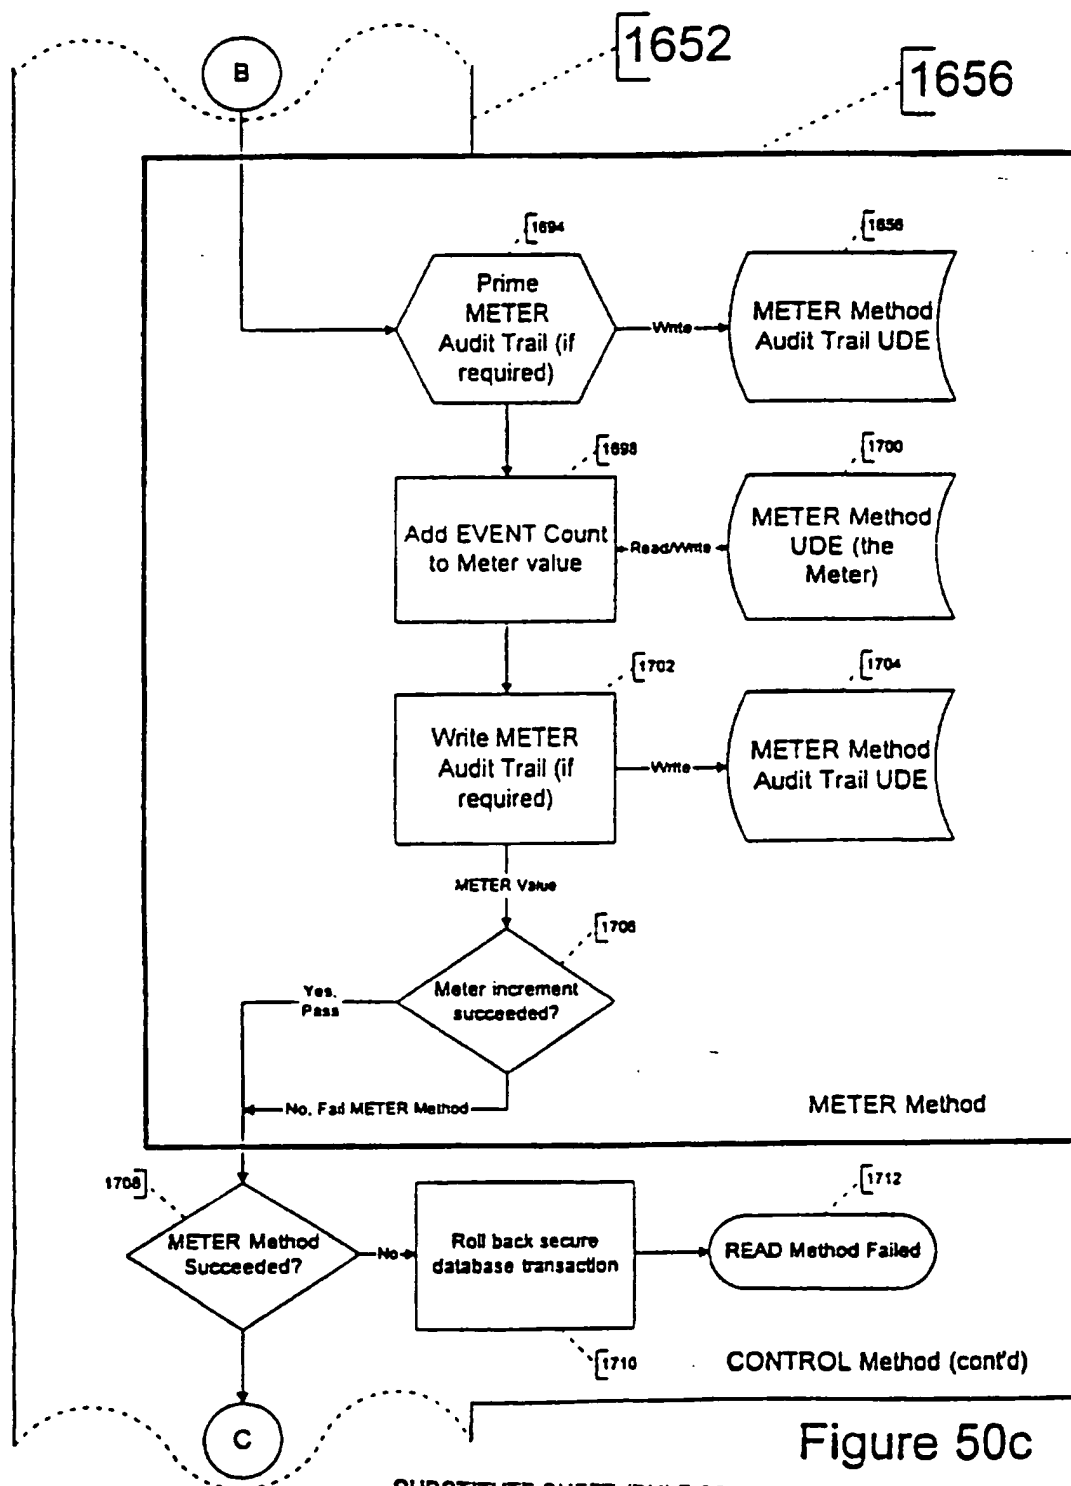 1652
B
1656
1694
1656
Prime
METER
Audit Trail (if
required)
Write
METER Method
Audit Trail UDE
1698
1700
Add EVENT Count
to Meter value
Read/Write
METER Method
UDE (the
Meter)
1702
1704
Write METER
Audit Trail (if
required)
Write
METER Method
Audit Trail UDE
METER Value
1706
Meter increment
succeeded?
Yes,
Pass
No, Fail METER Method
METER Method
1708
1712
METER Method
Succeeded?
No
Roll back secure
database transaction
READ Method Failed
1710
CONTROL Method (cont'd)
C
Figure 50c